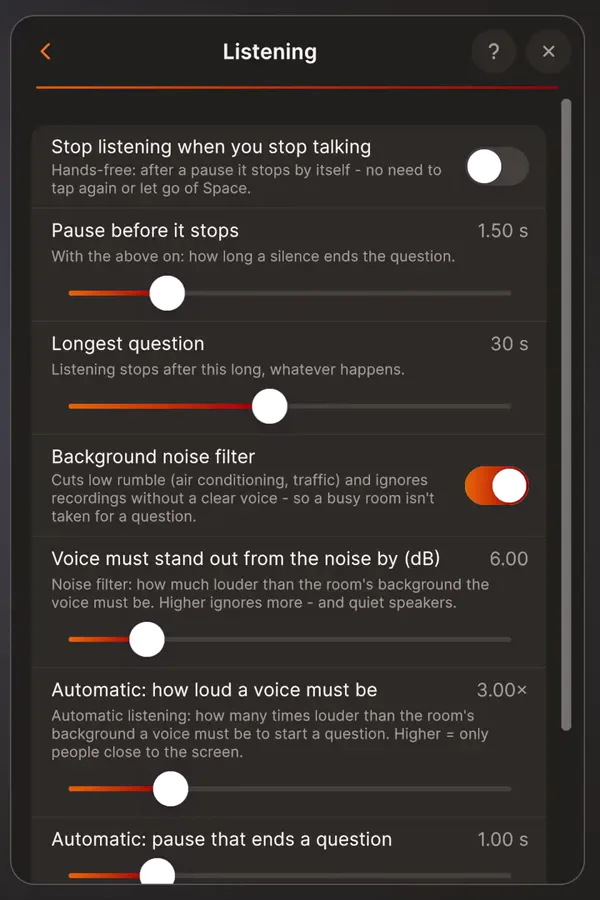 Listening
?
×
Stop listening when you stop talking
Hands-free: after a pause it stops by itself - no need to
tap again or let go of Space.
Pause before it stops
1.50 s
With the above on: how long a silence ends the question.
Longest question
30 s
Listening stops after this long, whatever happens.
Background noise filter
Cuts low rumble (air conditioning, traffic) and ignores
recordings without a clear voice - so a busy room isn't
taken for a question.
Voice must stand out from the noise by (dB)
6.00
Noise filter: how much louder than the room's background the
voice must be. Higher ignores more - and quiet speakers.
Automatic: how loud a voice must be
3.00×
Automatic listening: how many times louder than the room's
background a voice must be to start a question. Higher = only
people close to the screen.
Automatic: pause that ends a question
1.00 s